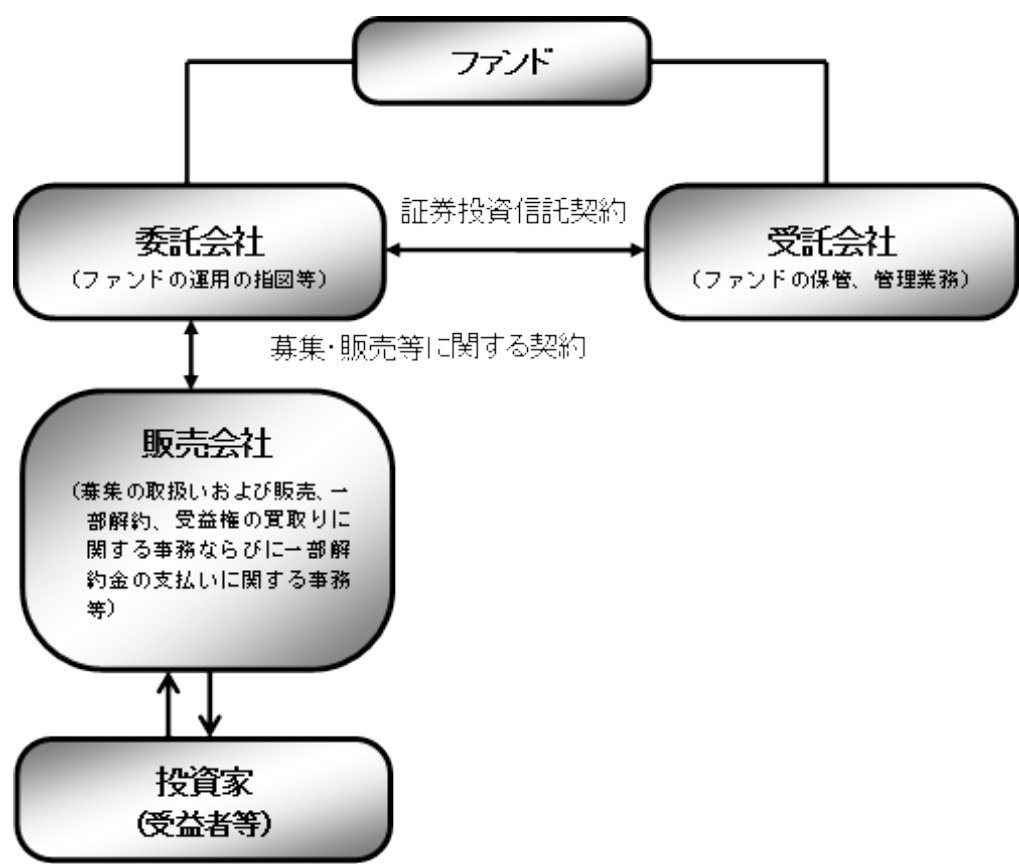 ファンド
証券投資信託契約
委託会社
(ファンドの運用の指図等)
受託会社
(ファンドの保管、管理業務)
募集・販売等に関する契約
販売会社
(募集の取扱いおよび販売、一
部解約、受益権の買取りに
関する事務ならびに一部解
約金の支払いに関する事務
等)
投資家
(受益者等)